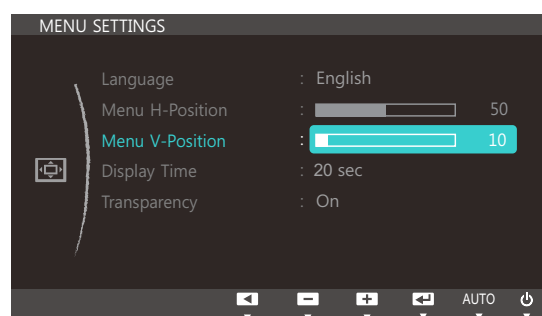 MENU SETTINGS
Language : English
Menu H-Position : 50
Menu V-Position : 10
Display Time : 20 sec
Transparency : On
AUTO